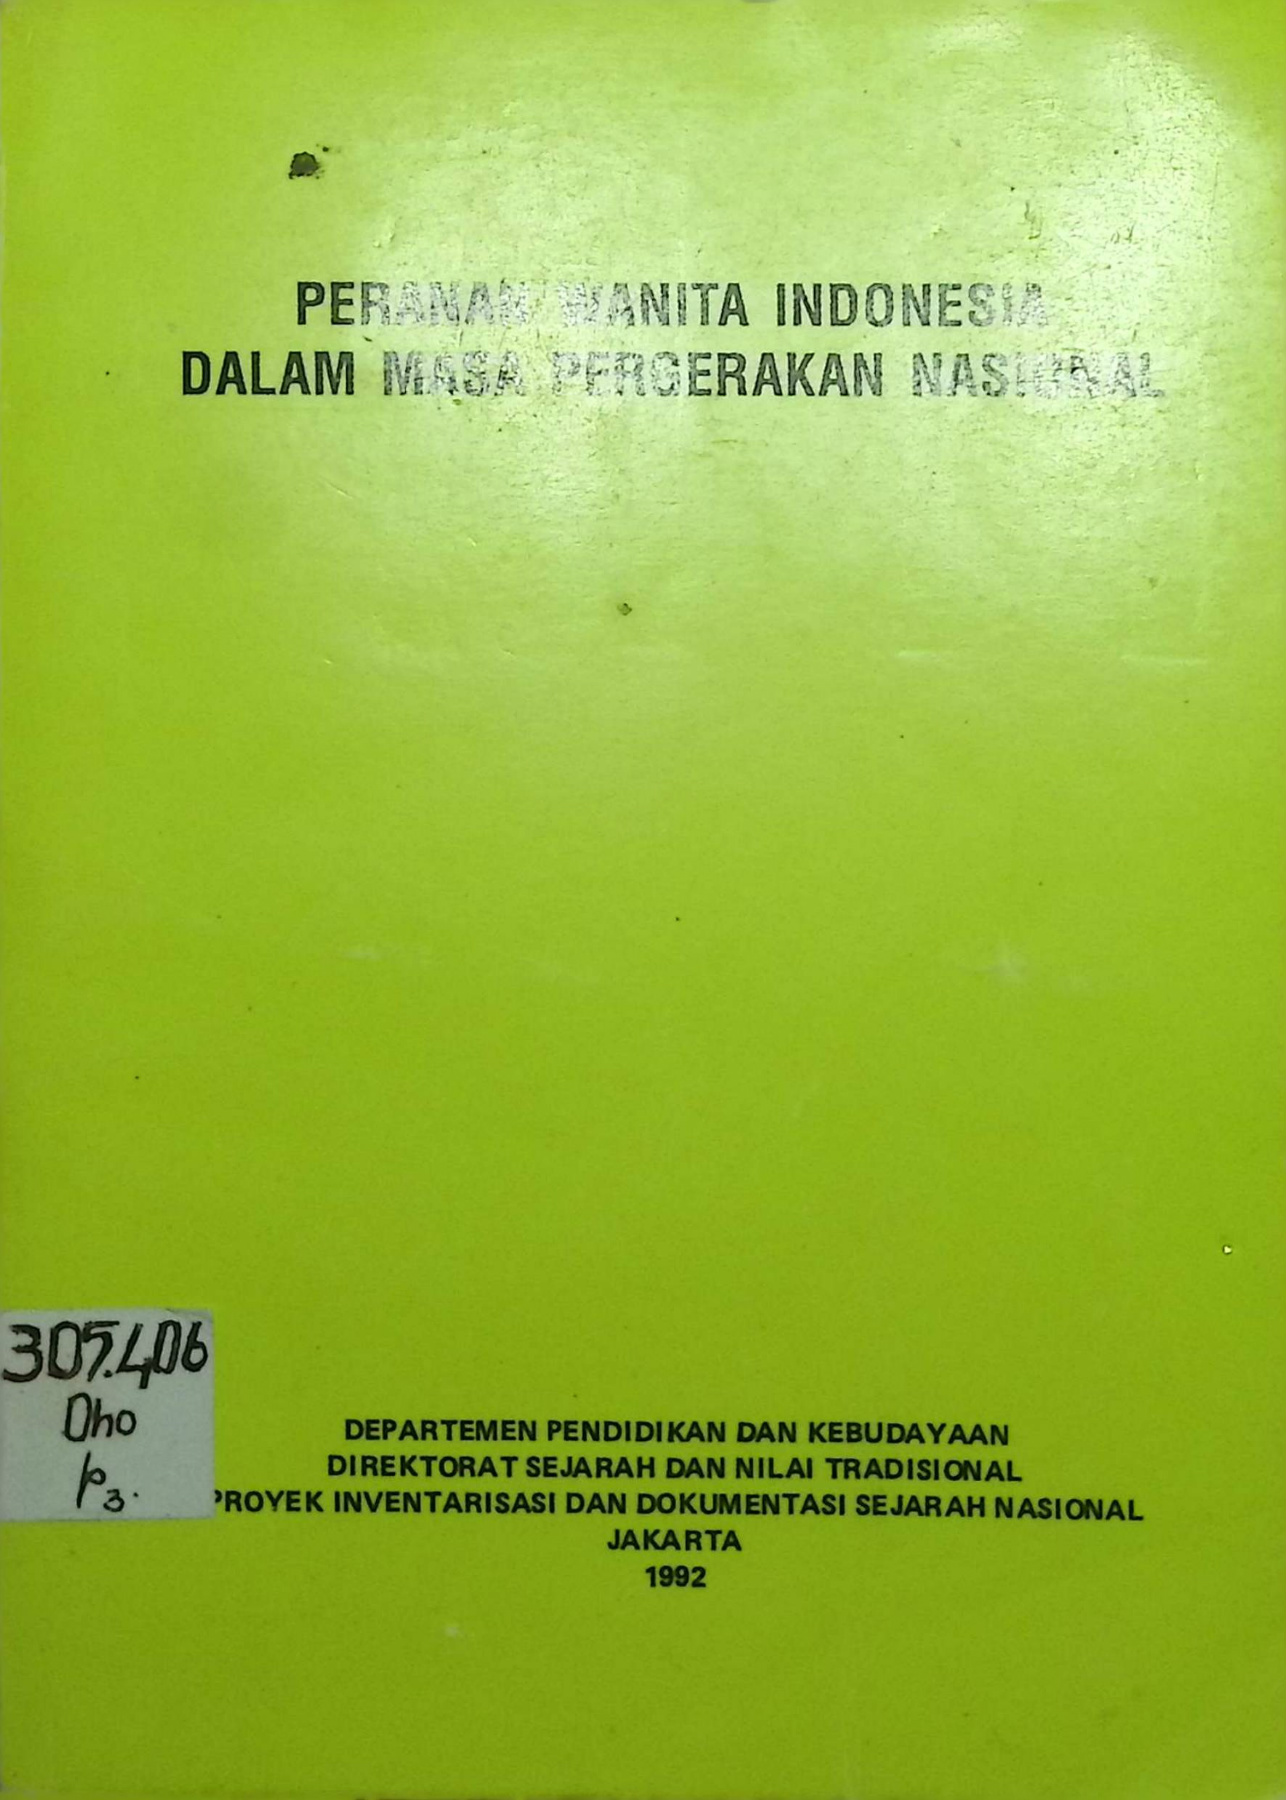 PERANAN WANITA INDONESIA
DALAM MASA PERGERAKAN NASIONAL
305.406
Dho
p3.
DEPARTEMEN PENDIDIKAN DAN KEBUDAYAAN
DIREKTORAT SEJARAH DAN NILAI TRADISIONAL
PROYEK INVENTARISASI DAN DOKUMENTASI SEJARAH NASIONAL
JAKARTA
1992